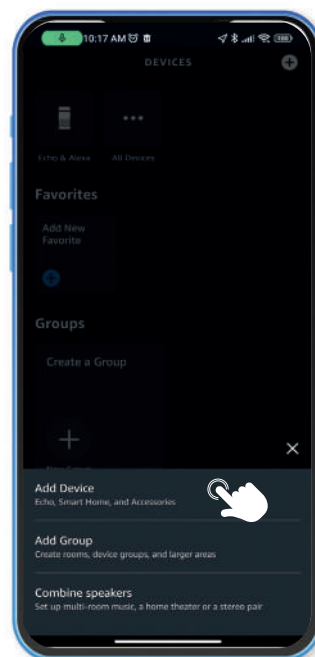 10:17 AM
DEVICES
Echo & Alexa
All Devices
Favorites
Add New
Favorite
Groups
Create a Group
New Group
Add Device
Echo, Smart Home, and Accessories
Add Group
Create rooms, device groups, and larger areas
Combine speakers
Set up multi-room music, a home theater or a stereo pair